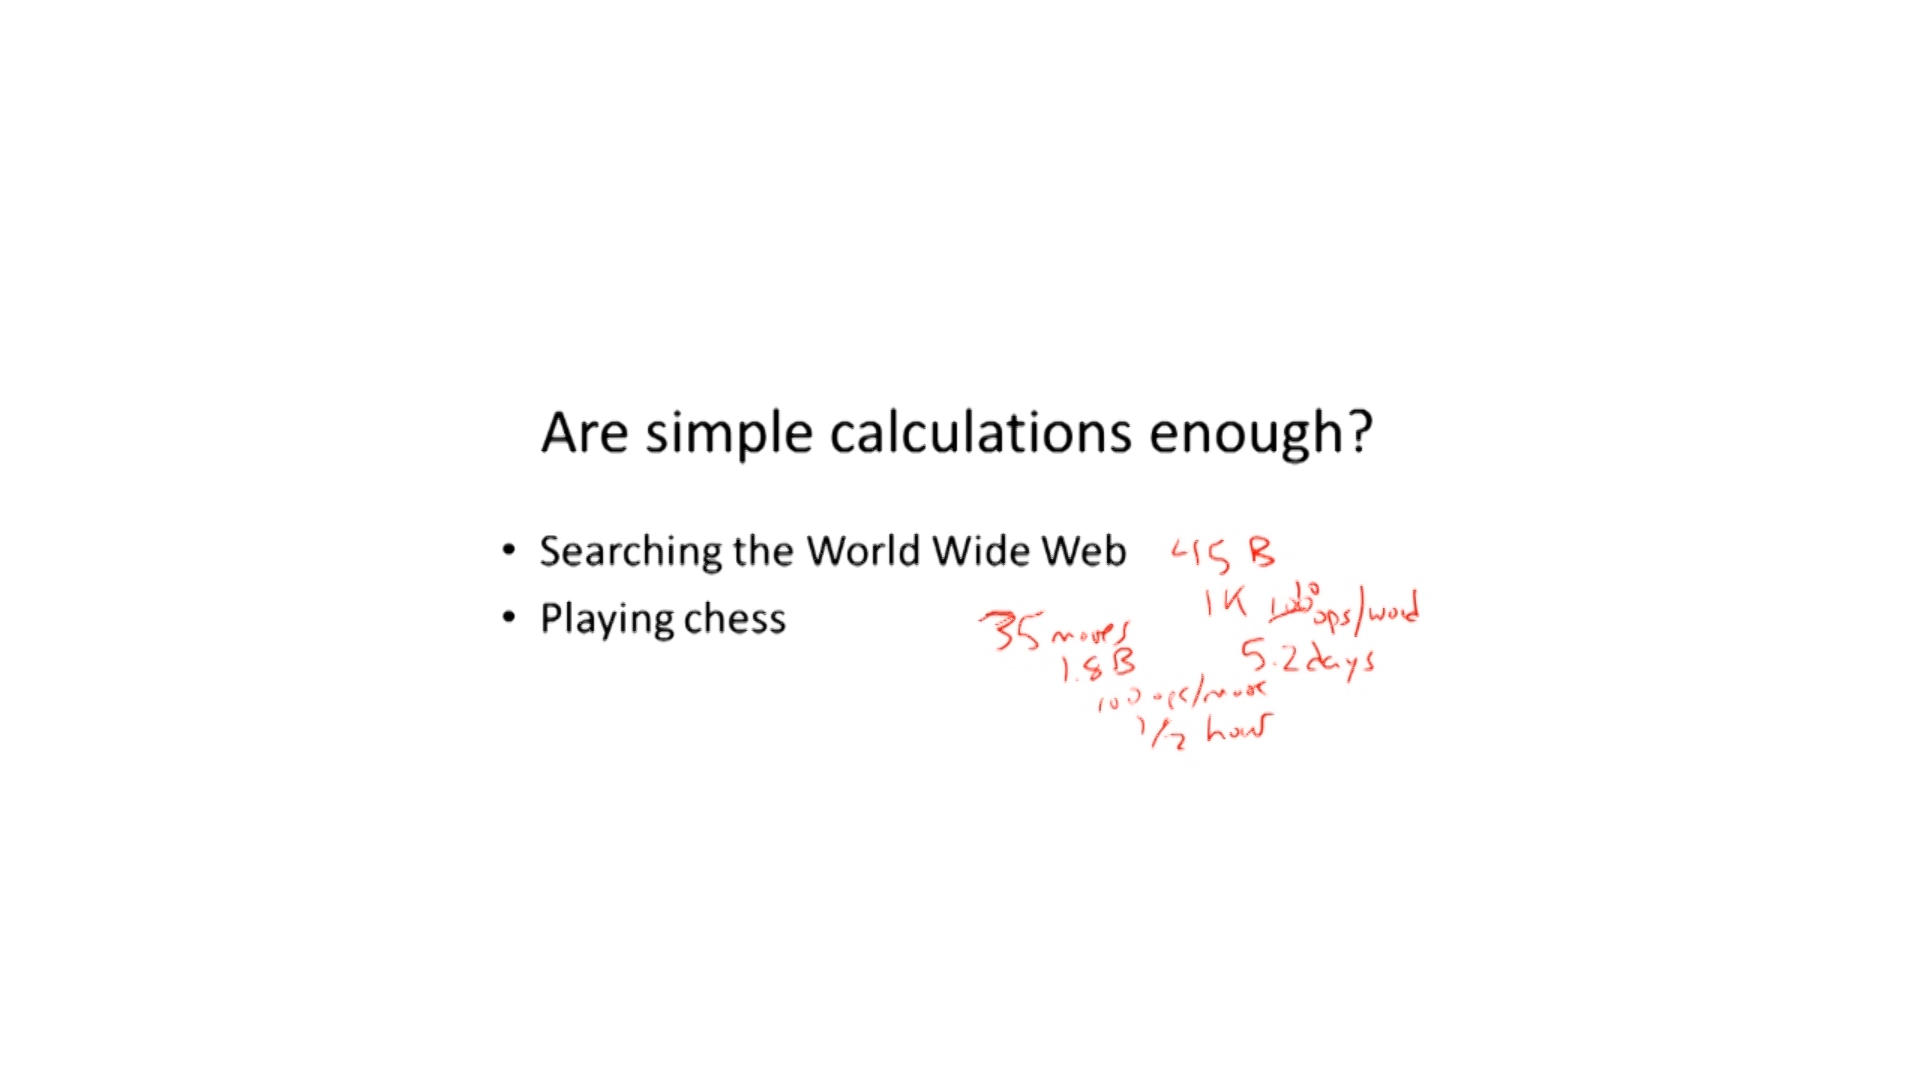 Are simple calculations enough?
• Searching the World Wide Web 45 B
1K ops/word
5.2 days
• Playing chess
35 moves
1.8 B
100 ops/move
1/2 hour